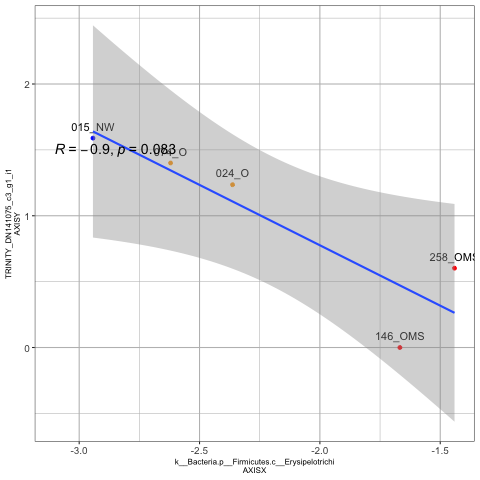 015_NW
R = −0.9, p = 0.083
024_O
258_OMS
146_OMS
2
1
0
-3.0
-2.5
-2.0
-1.5
TRINITY_DN141075_c3_g1_i1
AXISY
k__Bacteria.p__Firmicutes.c__Erysipelotrichi
AXISX